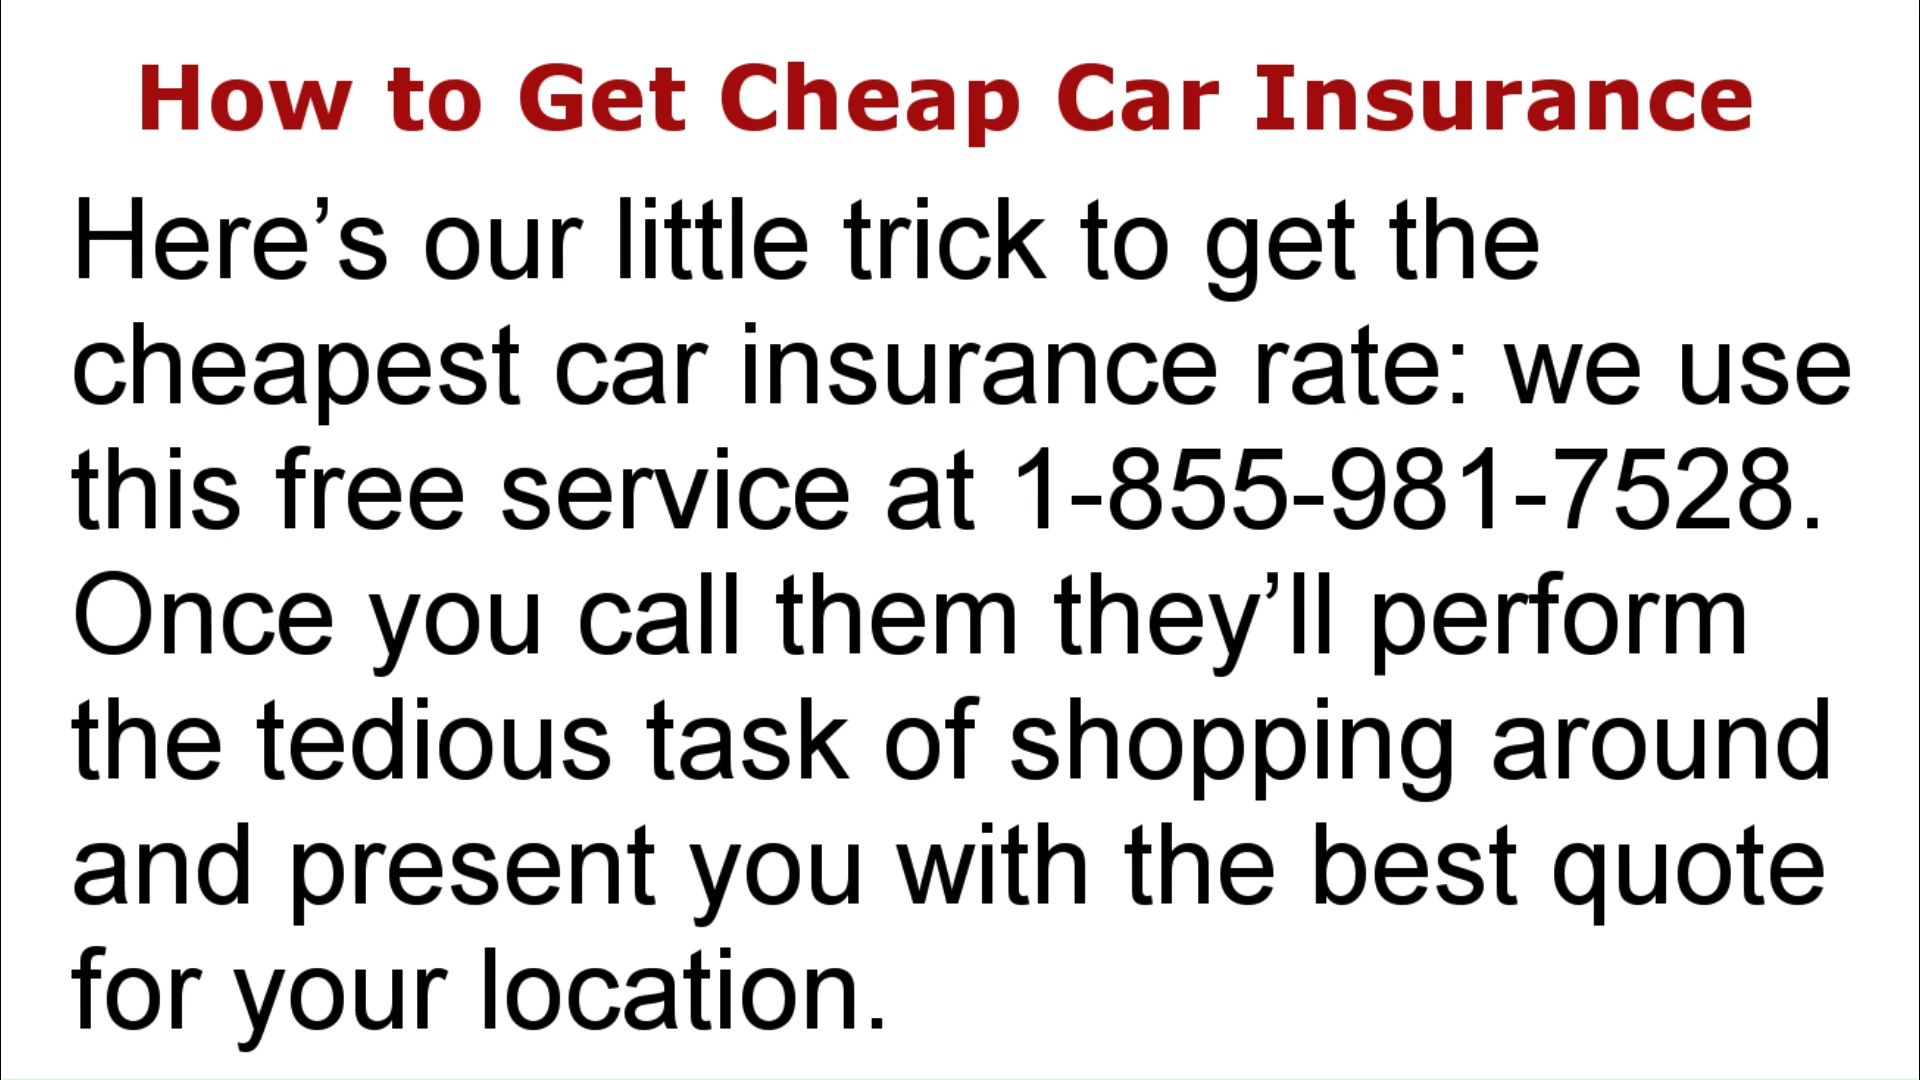 How to Get Cheap Car Insurance
Here’s our little trick to get the
cheapest car insurance rate: we use
this free service at 1-855-981-7528.
Once you call them they’ll perform
the tedious task of shopping around
and present you with the best quote
for your location.